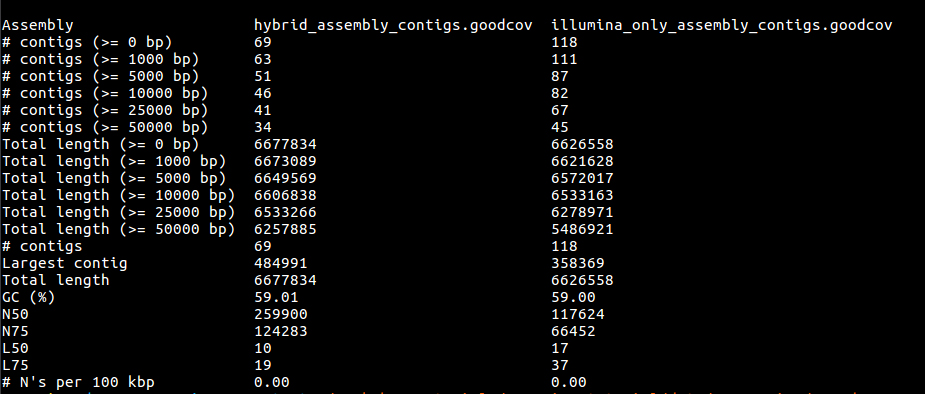 Assembly hybrid_assembly_contigs.goodcov illumina_only_assembly_contigs.goodcov
# contigs (>= 0 bp) 69 118
# contigs (>= 1000 bp) 63 111
# contigs (>= 5000 bp) 51 87
# contigs (>= 10000 bp) 46 82
# contigs (>= 25000 bp) 41 67
# contigs (>= 50000 bp) 34 45
Total length (>= 0 bp) 6677834 6626558
Total length (>= 1000 bp) 6673089 6621628
Total length (>= 5000 bp) 6649569 6572017
Total length (>= 10000 bp) 6606838 6533163
Total length (>= 25000 bp) 6533266 6278971
Total length (>= 50000 bp) 6257885 5486921
# contigs 69 118
Largest contig 484991 358369
Total length 6677834 6626558
GC (%) 59.01 59.00
N50 259900 117624
N75 124283 66452
L50 10 17
L75 19 37
# N's per 100 kbp 0.00 0.00